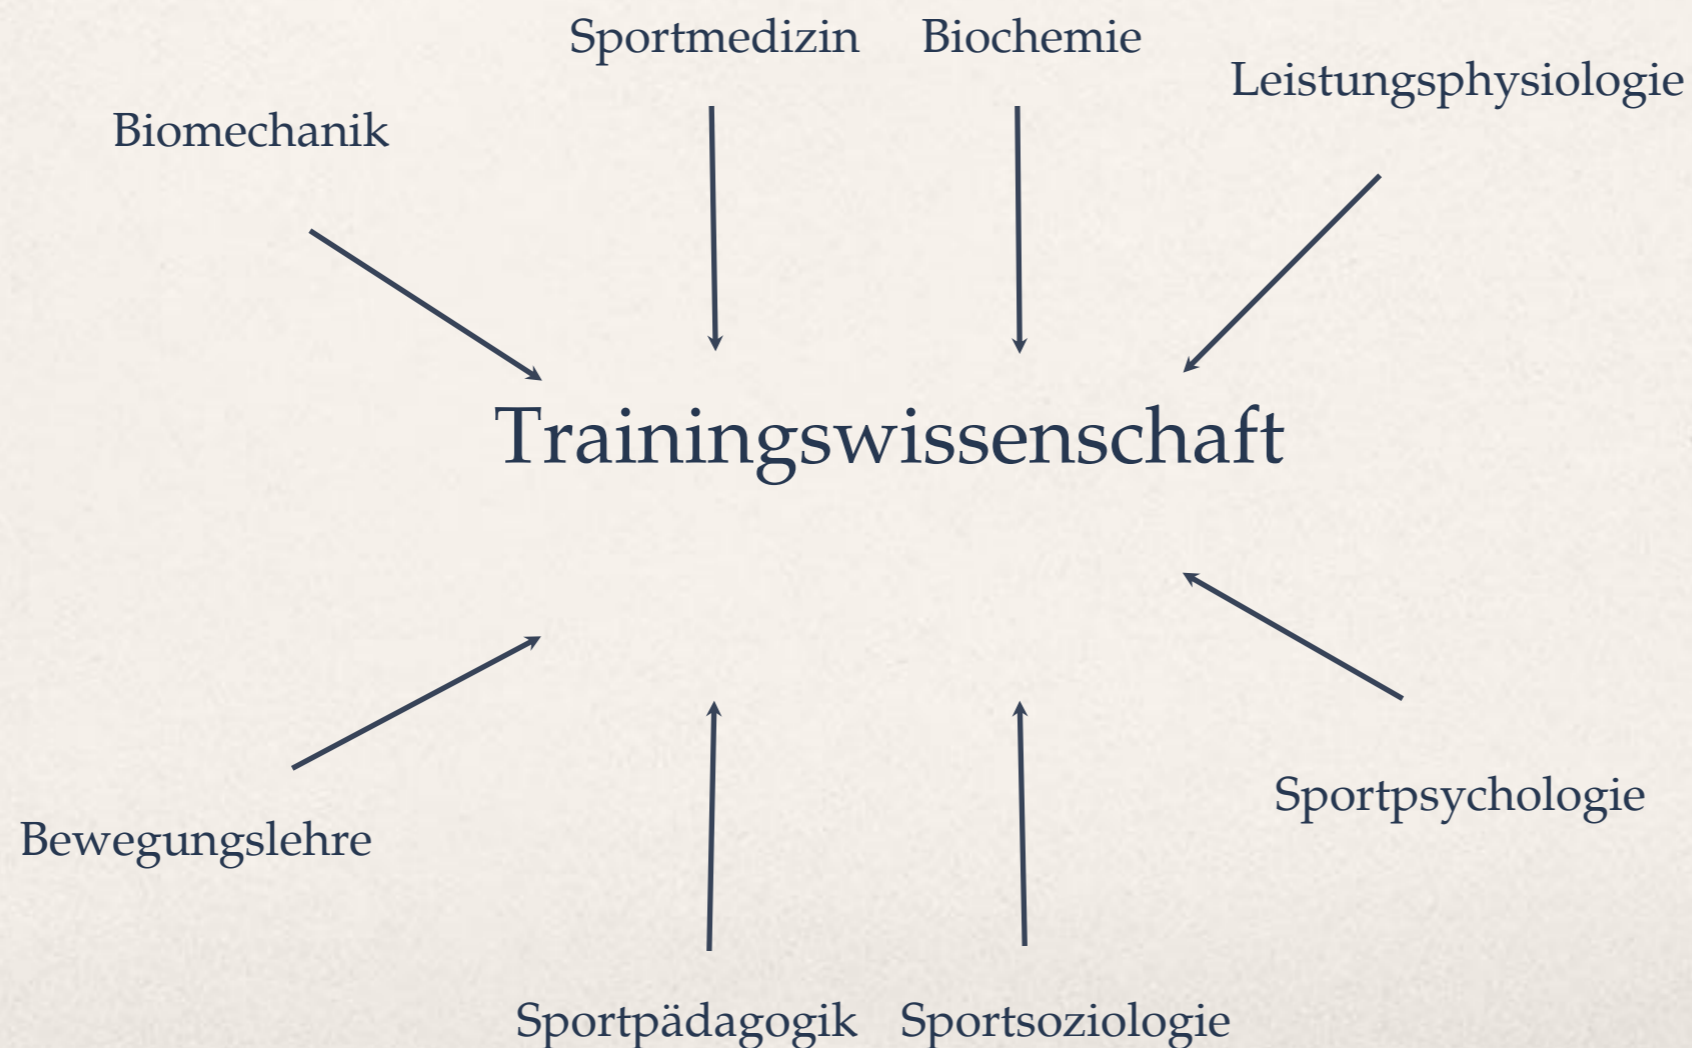 Sportmedizin
Biochemie
Leistungsphysiologie
Biomechanik
Trainingswissenschaft
Sportpsychologie
Bewegungslehre
Sportpädagogik
Sportsoziologie